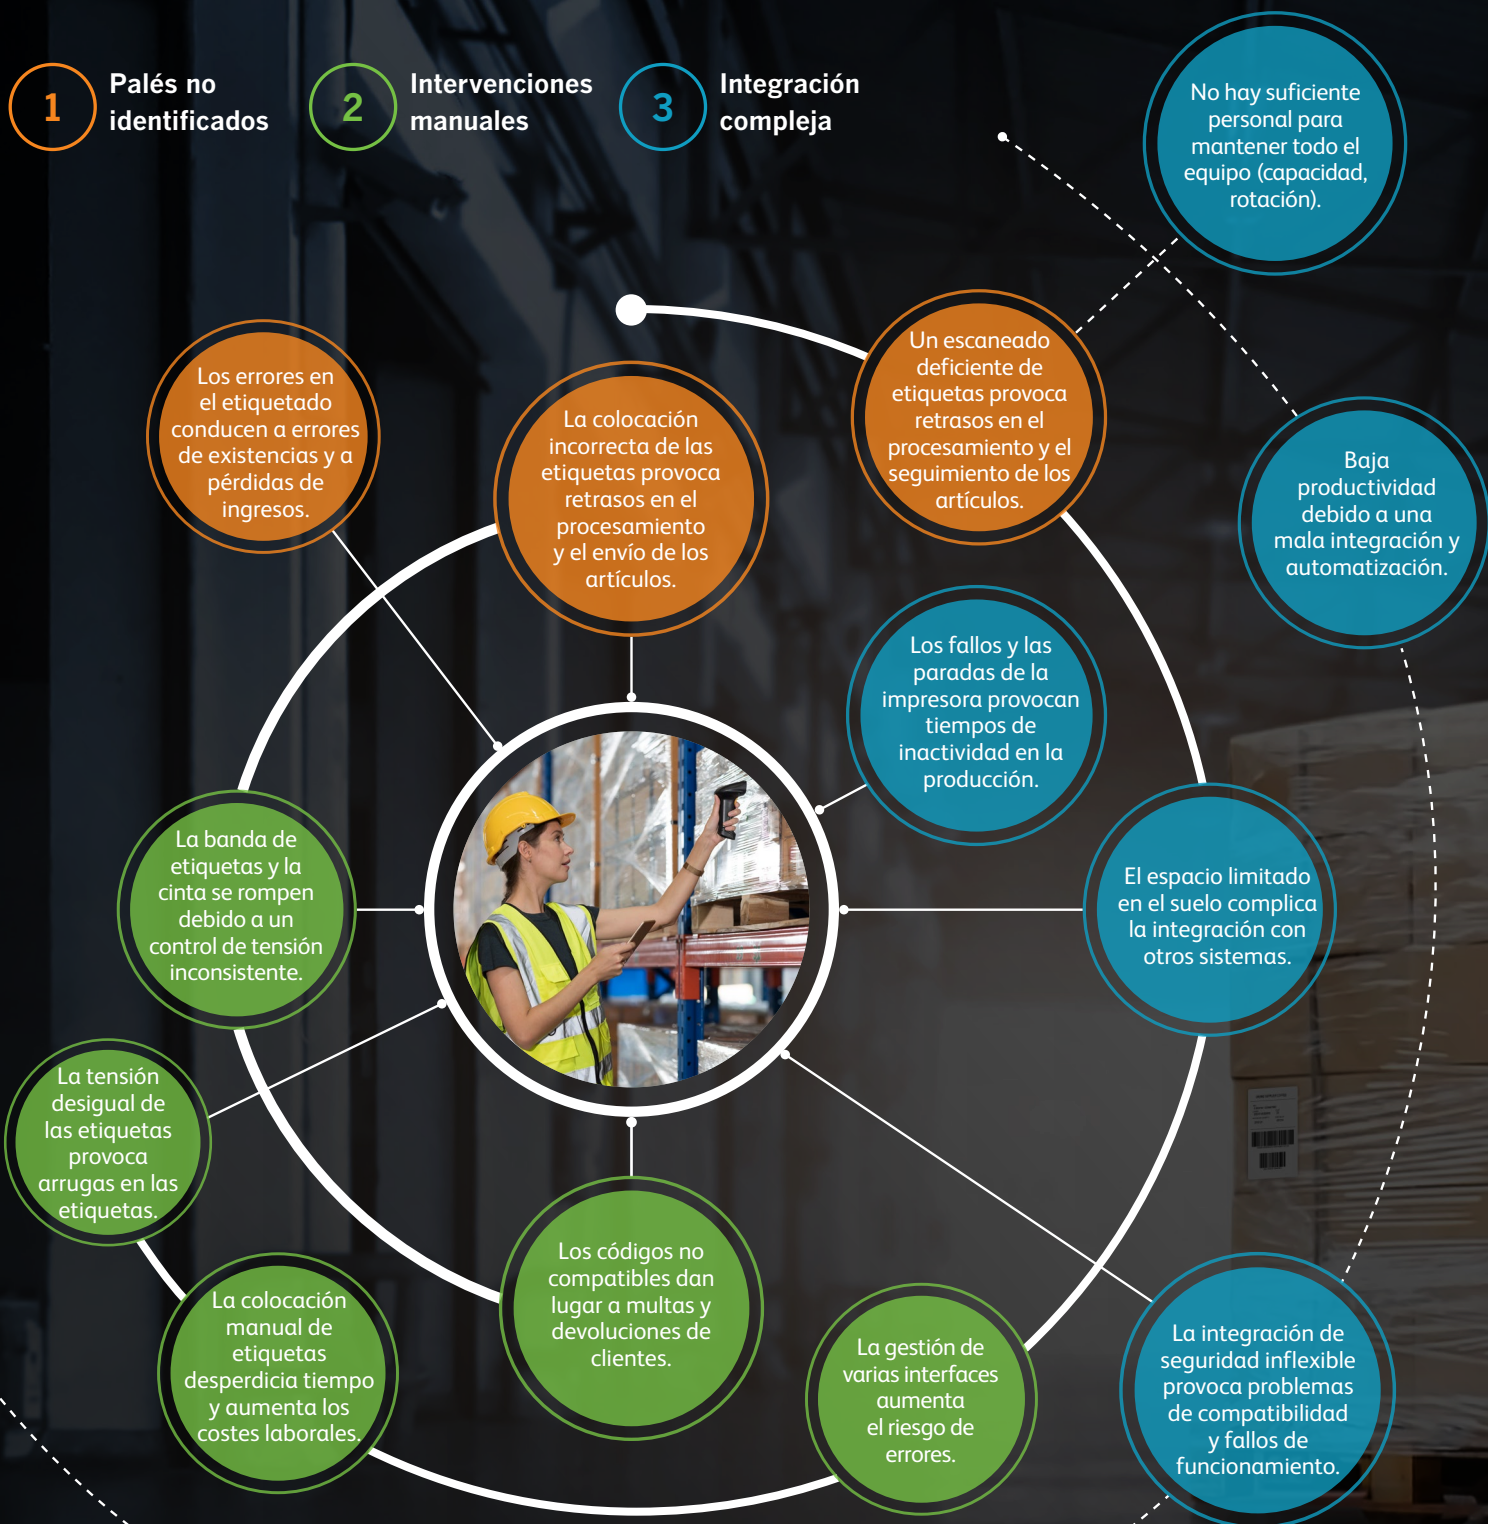 1
Palés no
identificados
2
Intervenciones
manuales
3
Integración
compleja
No hay suficiente
personal para
mantener todo el
equipo (capacidad,
rotación).
Un escaneado
deficiente de
etiquetas provoca
retrasos en el
procesamiento y el
seguimiento de los
artículos.
Los errores en
el etiquetado
conducen a errores
de existencias y a
pérdidas de
ingresos.
La colocación
incorrecta de las
etiquetas provoca
retrasos en el
procesamiento
y el envío de los
artículos.
Baja
productividad
debido a una
mala integración y
automatización.
Los fallos y las
paradas de la
impresora provocan
tiempos de
inactividad en la
producción.
La banda de
etiquetas y la
cinta se rompen
debido a un
control de tensión
inconsistente.
El espacio limitado
en el suelo complica
la integración con
otros sistemas.
La tensión
desigual de
las etiquetas
provoca
arrugas en las
etiquetas.
Los códigos no
compatibles dan
lugar a multas y
devoluciones de
clientes.
La colocación
manual de
etiquetas
desperdicia tiempo
y aumenta los
costes laborales.
La gestión de
varias interfaces
aumenta
el riesgo de
errores.
La integración de
seguridad inflexible
provoca problemas
de compatibilidad
y fallos de
funcionamiento.